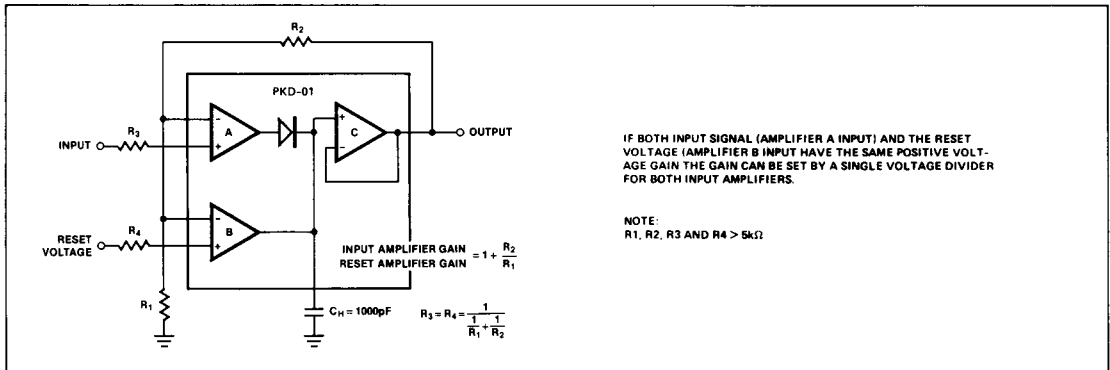 R2
PKD-01
A
-
+
C
+
-
OUTPUT
INPUT
R3
B
-
+
RESET
VOLTAGE
R4
INPUT AMPLIFIER GAIN
RESET AMPLIFIER GAIN
= 1 + R2/R1
R1
CH = 1000pF
R3 = R4 = 1/(1/R1 + 1/R2)
IF BOTH INPUT SIGNAL (AMPLIFIER A INPUT) AND THE RESET
VOLTAGE (AMPLIFIER B INPUT HAVE THE SAME POSITIVE VOLT-
AGE GAIN THE GAIN CAN BE SET BY A SINGLE VOLTAGE DIVIDER
FOR BOTH INPUT AMPLIFIERS.
NOTE:
R1, R2, R3 AND R4 > 5kΩ